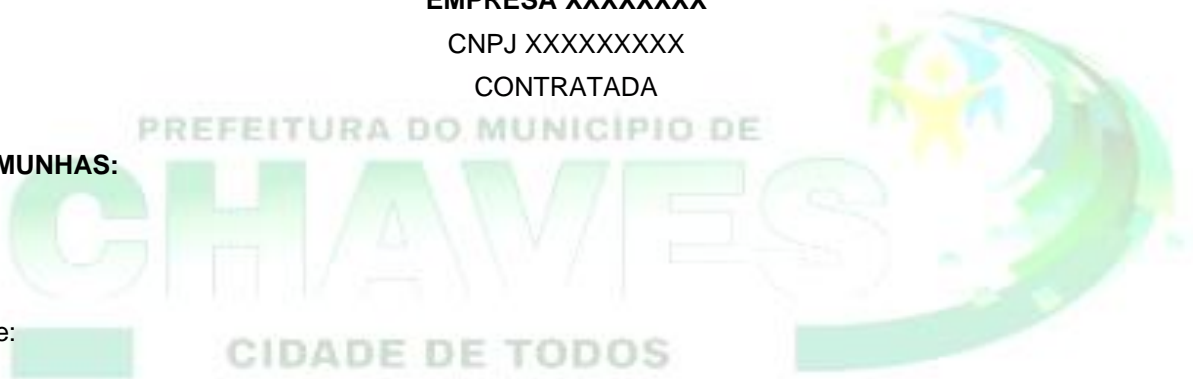 EMPRESA XXXXXXXX
CNPJ XXXXXXXXX
CONTRATADA
PREFEITURA DO MUNICÍPIO DE
MUNHAS:
CHAVES
e:
CIDADE DE TODOS